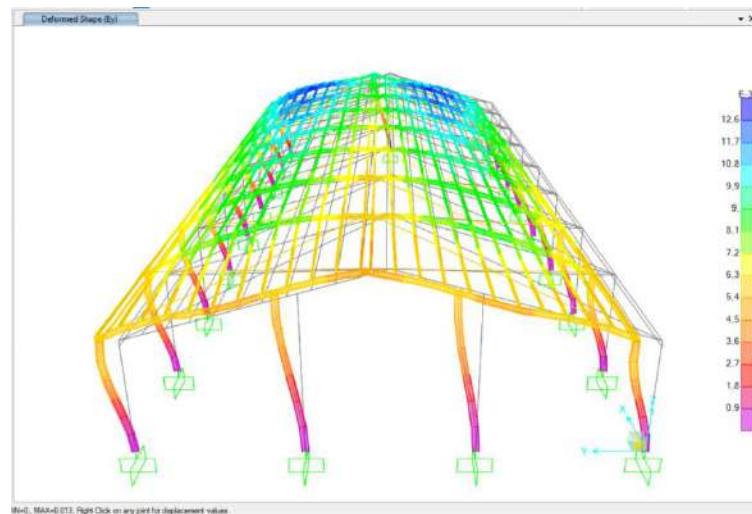 Deformed Shape (Ey)
E-3
12.6
11.7
10.8
9.9
9.
8.1
7.2
6.3
5.4
4.5
3.6
2.7
1.8
0.9
X
Y
MAX=0.013, Right Click on any joint for displacement values